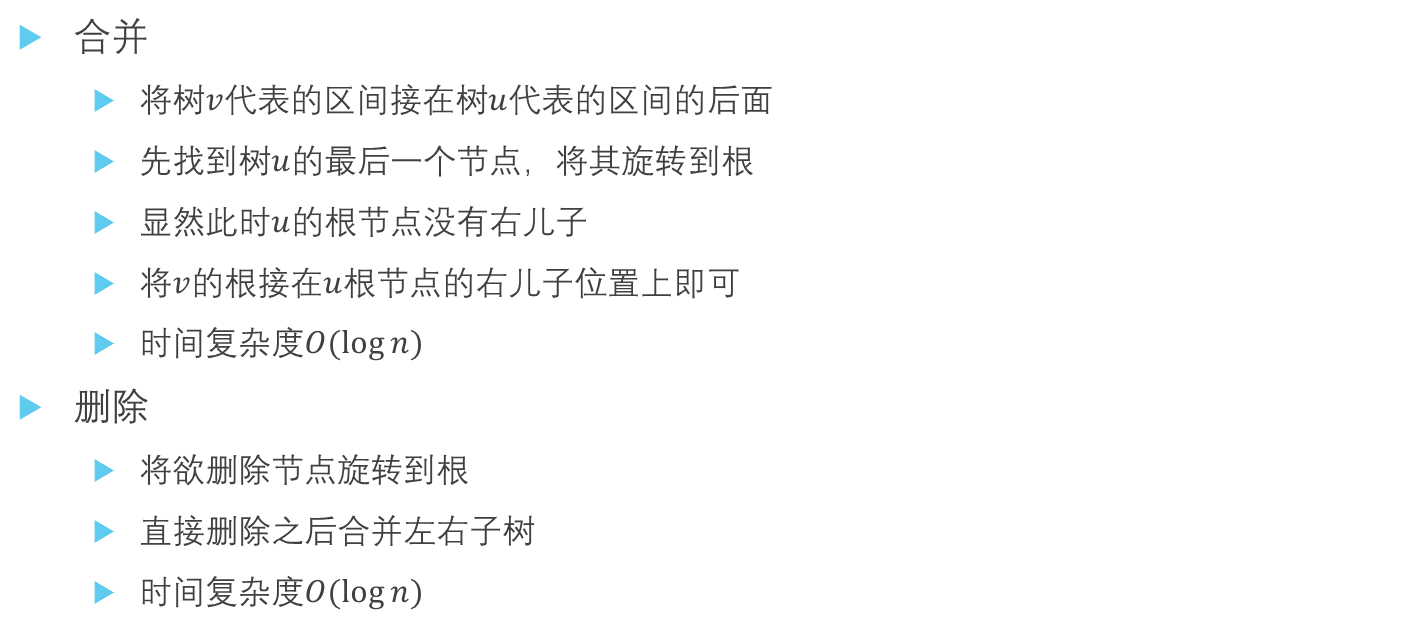 合并
将树v代表的区间接在树u代表的区间的后面
先找到树u的最后一个节点，将其旋转到根
显然此时u的根节点没有右儿子
将v的根接在u根节点的右儿子位置上即可
时间复杂度O(log n)
删除
将欲删除节点旋转到根
直接删除之后合并左右子树
时间复杂度O(log n)